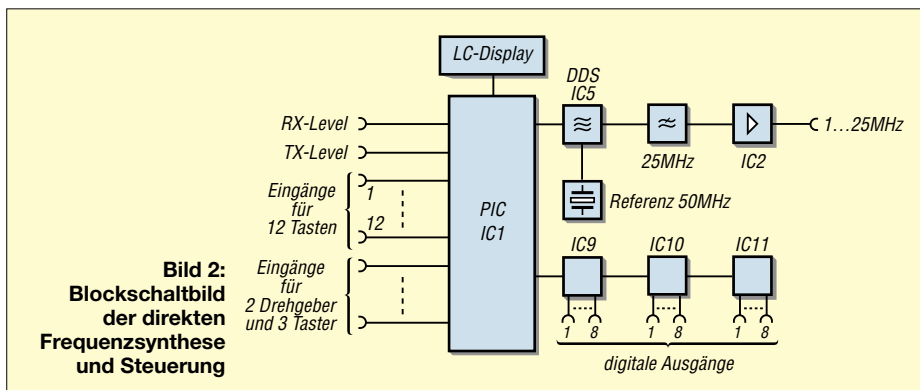 LC-Display
DDS
IC5
RX-Level
TX-Level
Eingänge
für
12 Tasten
1
12
PIC
IC1
25MHz
IC2
1...25MHz
Referenz 50MHz
Eingänge
für
2 Drehgeber
und 3 Taster
IC9
IC10
IC11
1 8
1 8
1 8
digitale Ausgänge
Bild 2:
Blockschaltbild
der direkten
Frequenzsynthese
und Steuerung